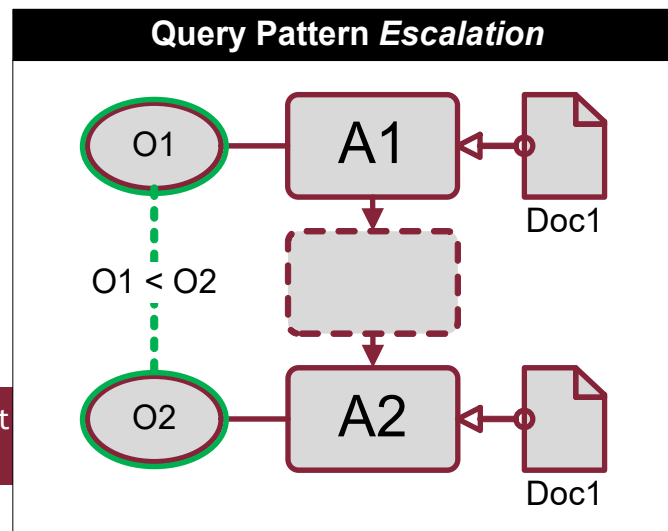 Query Pattern Escalation
O1
A1
Doc1
O1 < O2
t
O2
A2
Doc1